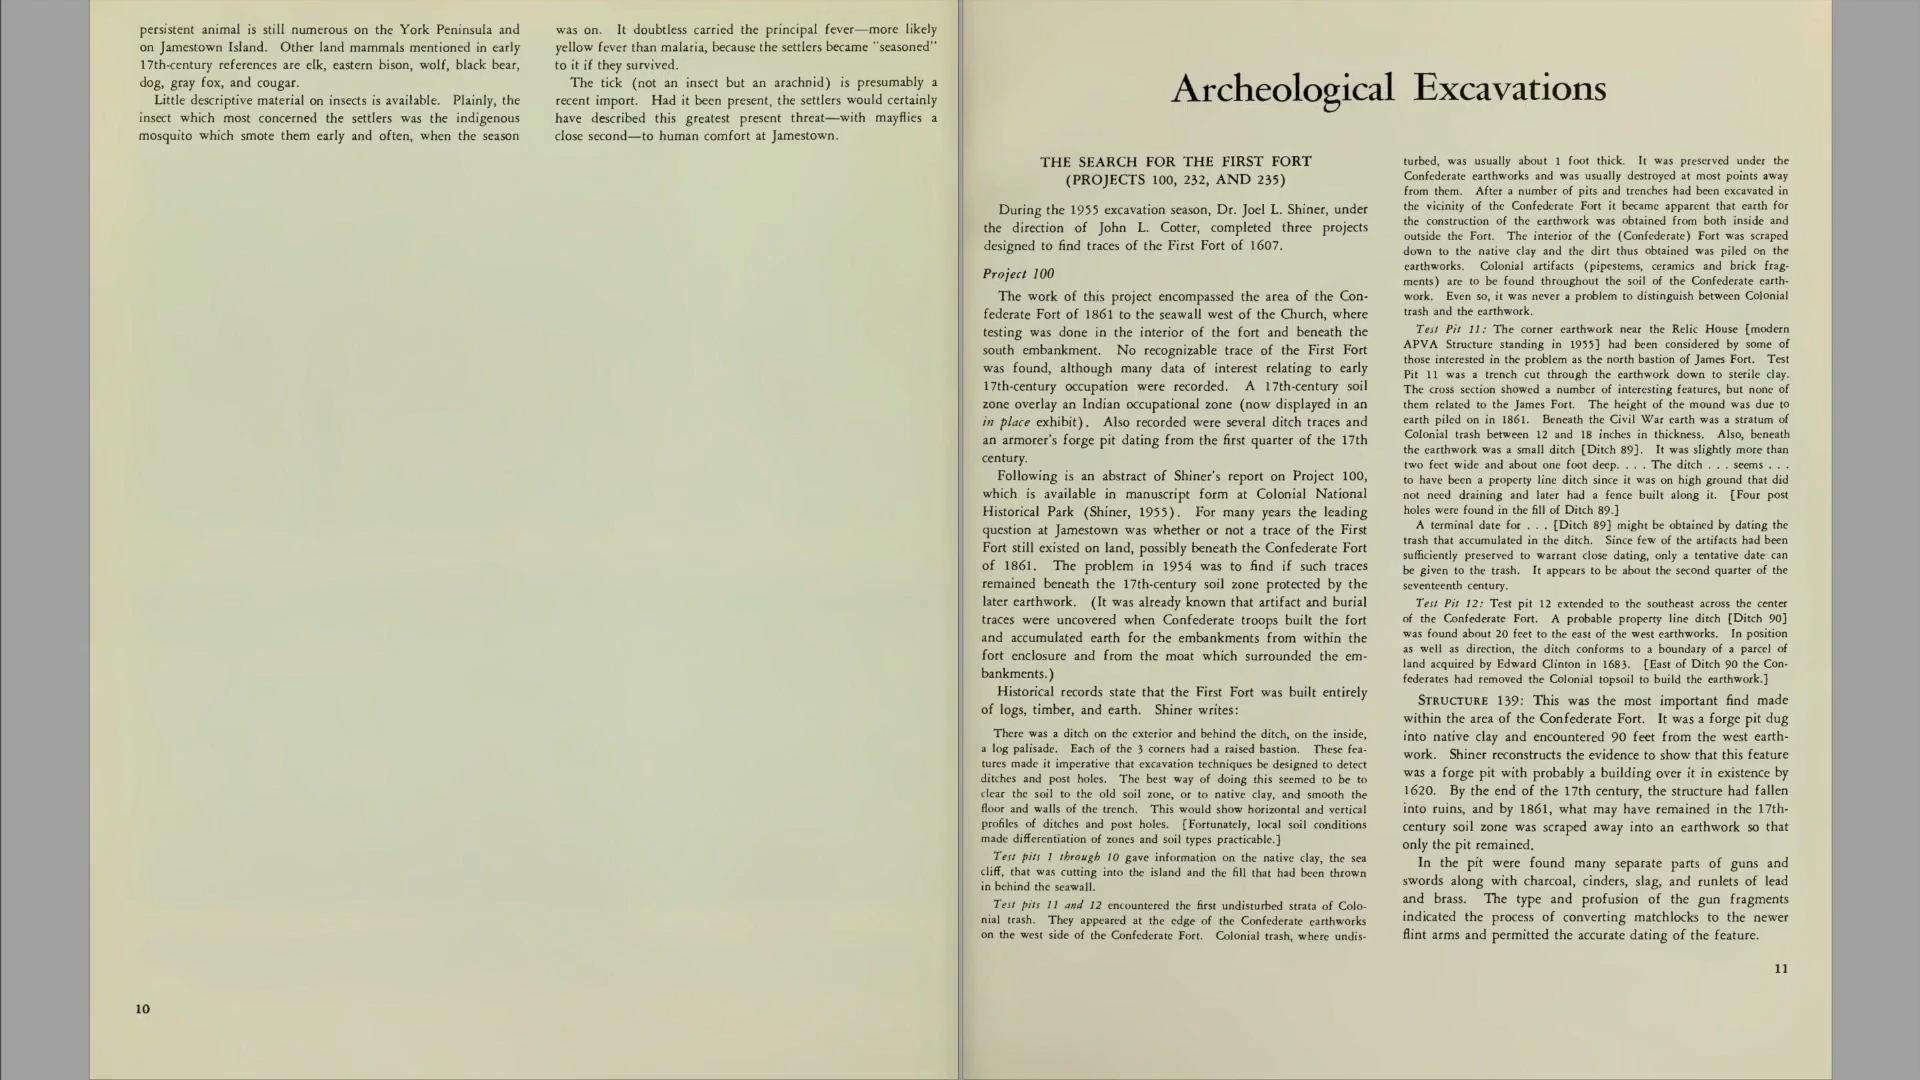 persistent animal is still numerous on the York Peninsula and
on Jamestown Island. Other land mammals mentioned in early
17th-century references are elk, eastern bison, wolf, black bear,
dog, gray fox, and cougar.
Little descriptive material on insects is available. Plainly, the
insect which most concerned the settlers was the indigenous
mosquito which smote them early and often, when the season
was on. It doubtless carried the principal fever—more likely
yellow fever than malaria, because the settlers became "seasoned"
to it if they survived.
The tick (not an insect but an arachnid) is presumably a
recent import. Had it been present, the settlers would certainly
have described this greatest present threat—with mayflies a
close second—to human comfort at Jamestown.
10
Archeological Excavations
THE SEARCH FOR THE FIRST FORT
(PROJECTS 100, 232, AND 235)
During the 1955 excavation season, Dr. Joel L. Shiner, under
the direction of John L. Cotter, completed three projects
designed to find traces of the First Fort of 1607.
Project 100
The work of this project encompassed the area of the Con-
federate Fort of 1861 to the seawall west of the Church, where
testing was done in the interior of the fort and beneath the
south embankment. No recognizable trace of the First Fort
was found, although many data of interest relating to early
17th-century occupation were recorded. A 17th-century soil
zone overlay an Indian occupational zone (now displayed in an
in place exhibit). Also recorded were several ditch traces and
an armorer's forge pit dating from the first quarter of the 17th
century.
Following is an abstract of Shiner's report on Project 100,
which is available in manuscript form at Colonial National
Historical Park (Shiner, 1955). For many years the leading
question at Jamestown was whether or not a trace of the First
Fort still existed on land, possibly beneath the Confederate Fort
of 1861. The problem in 1954 was to find if such traces
remained beneath the 17th-century soil zone protected by the
later earthwork. (It was already known that artifact and burial
traces were uncovered when Confederate troops built the fort
and accumulated earth for the embankments from within the
fort enclosure and from the moat which surrounded the em-
bankments.)
Historical records state that the First Fort was built entirely
of logs, timber, and earth. Shiner writes:
There was a ditch on the exterior and behind the ditch, on the inside,
a log palisade. Each of the 3 corners had a raised bastion. These fea-
tures made it imperative that excavation techniques be designed to detect
ditches and post holes. The best way of doing this seemed to be to
clear the soil to the old soil zone, or to native clay, and smooth the
floor and walls of the trench. This would show horizontal and vertical
profiles of ditches and post holes. [Fortunately, local soil conditions
made differentiation of zones and soil types practicable.]
Test pits 1 through 10 gave information on the native clay, the sea
cliff, that was cutting into the island and the fill that had been thrown
in behind the seawall.
Test pits 11 and 12 encountered the first undisturbed strata of Colo-
nial trash. They appeared at the edge of the Confederate earthworks
on the west side of the Confederate Fort. Colonial trash, where undis-
turbed, was usually about 1 foot thick. It was preserved under the
Confederate earthworks and was usually destroyed at most points away
from them. After a number of pits and trenches had been excavated in
the vicinity of the Confederate Fort it became apparent that earth for
the construction of the earthwork was obtained from both inside and
outside the Fort. The interior of the (Confederate) Fort was scraped
down to the native clay and the dirt thus obtained was piled on the
earthworks. Colonial artifacts (pipestems, ceramics and brick frag-
ments) are to be found throughout the soil of the Confederate earth-
work. Even so, it was never a problem to distinguish between Colonial
trash and the earthwork.
Test Pit 11: The corner earthwork near the Relic House [modern
APVA Structure standing in 1955] had been considered by some of
those interested in the problem as the north bastion of James Fort. Test
Pit 11 was a trench cut through the earthwork down to sterile clay.
The cross section showed a number of interesting features, but none of
them related to the James Fort. The height of the mound was due to
earth piled on in 1861. Beneath the Civil War earth was a stratum of
Colonial trash between 12 and 18 inches in thickness. Also, beneath
the earthwork was a small ditch [Ditch 89]. It was slightly more than
two feet wide and about one foot deep. . . . The ditch . . . seems . . .
to have been a property line ditch since it was on high ground that did
not need draining and later had a fence built along it. [Four post
holes were found in the fill of Ditch 89.]
A terminal date for . . . [Ditch 89] might be obtained by dating the
trash that accumulated in the ditch. Since few of the artifacts had been
sufficiently preserved to warrant close dating, only a tentative date can
be given to the trash. It appears to be about the second quarter of the
seventeenth century.
Test Pit 12: Test pit 12 extended to the southeast across the center
of the Confederate Fort. A probable property line ditch [Ditch 90]
was found about 20 feet to the east of the west earthworks. In position
as well as direction, the ditch conforms to a boundary of a parcel of
land acquired by Edward Clinton in 1683. [East of Ditch 90 the Con-
federates had removed the Colonial topsoil to build the earthwork.]
STRUCTURE 139: This was the most important find made
within the area of the Confederate Fort. It was a forge pit dug
into native clay and encountered 90 feet from the west earth-
work. Shiner reconstructs the evidence to show that this feature
was a forge pit with probably a building over it in existence by
1620. By the end of the 17th century, the structure had fallen
into ruins, and by 1861, what may have remained in the 17th-
century soil zone was scraped away into an earthwork so that
only the pit remained.
In the pit were found many separate parts of guns and
swords along with charcoal, cinders, slag, and runlets of lead
and brass. The type and profusion of the gun fragments
indicated the process of converting matchlocks to the newer
flint arms and permitted the accurate dating of the feature.
11